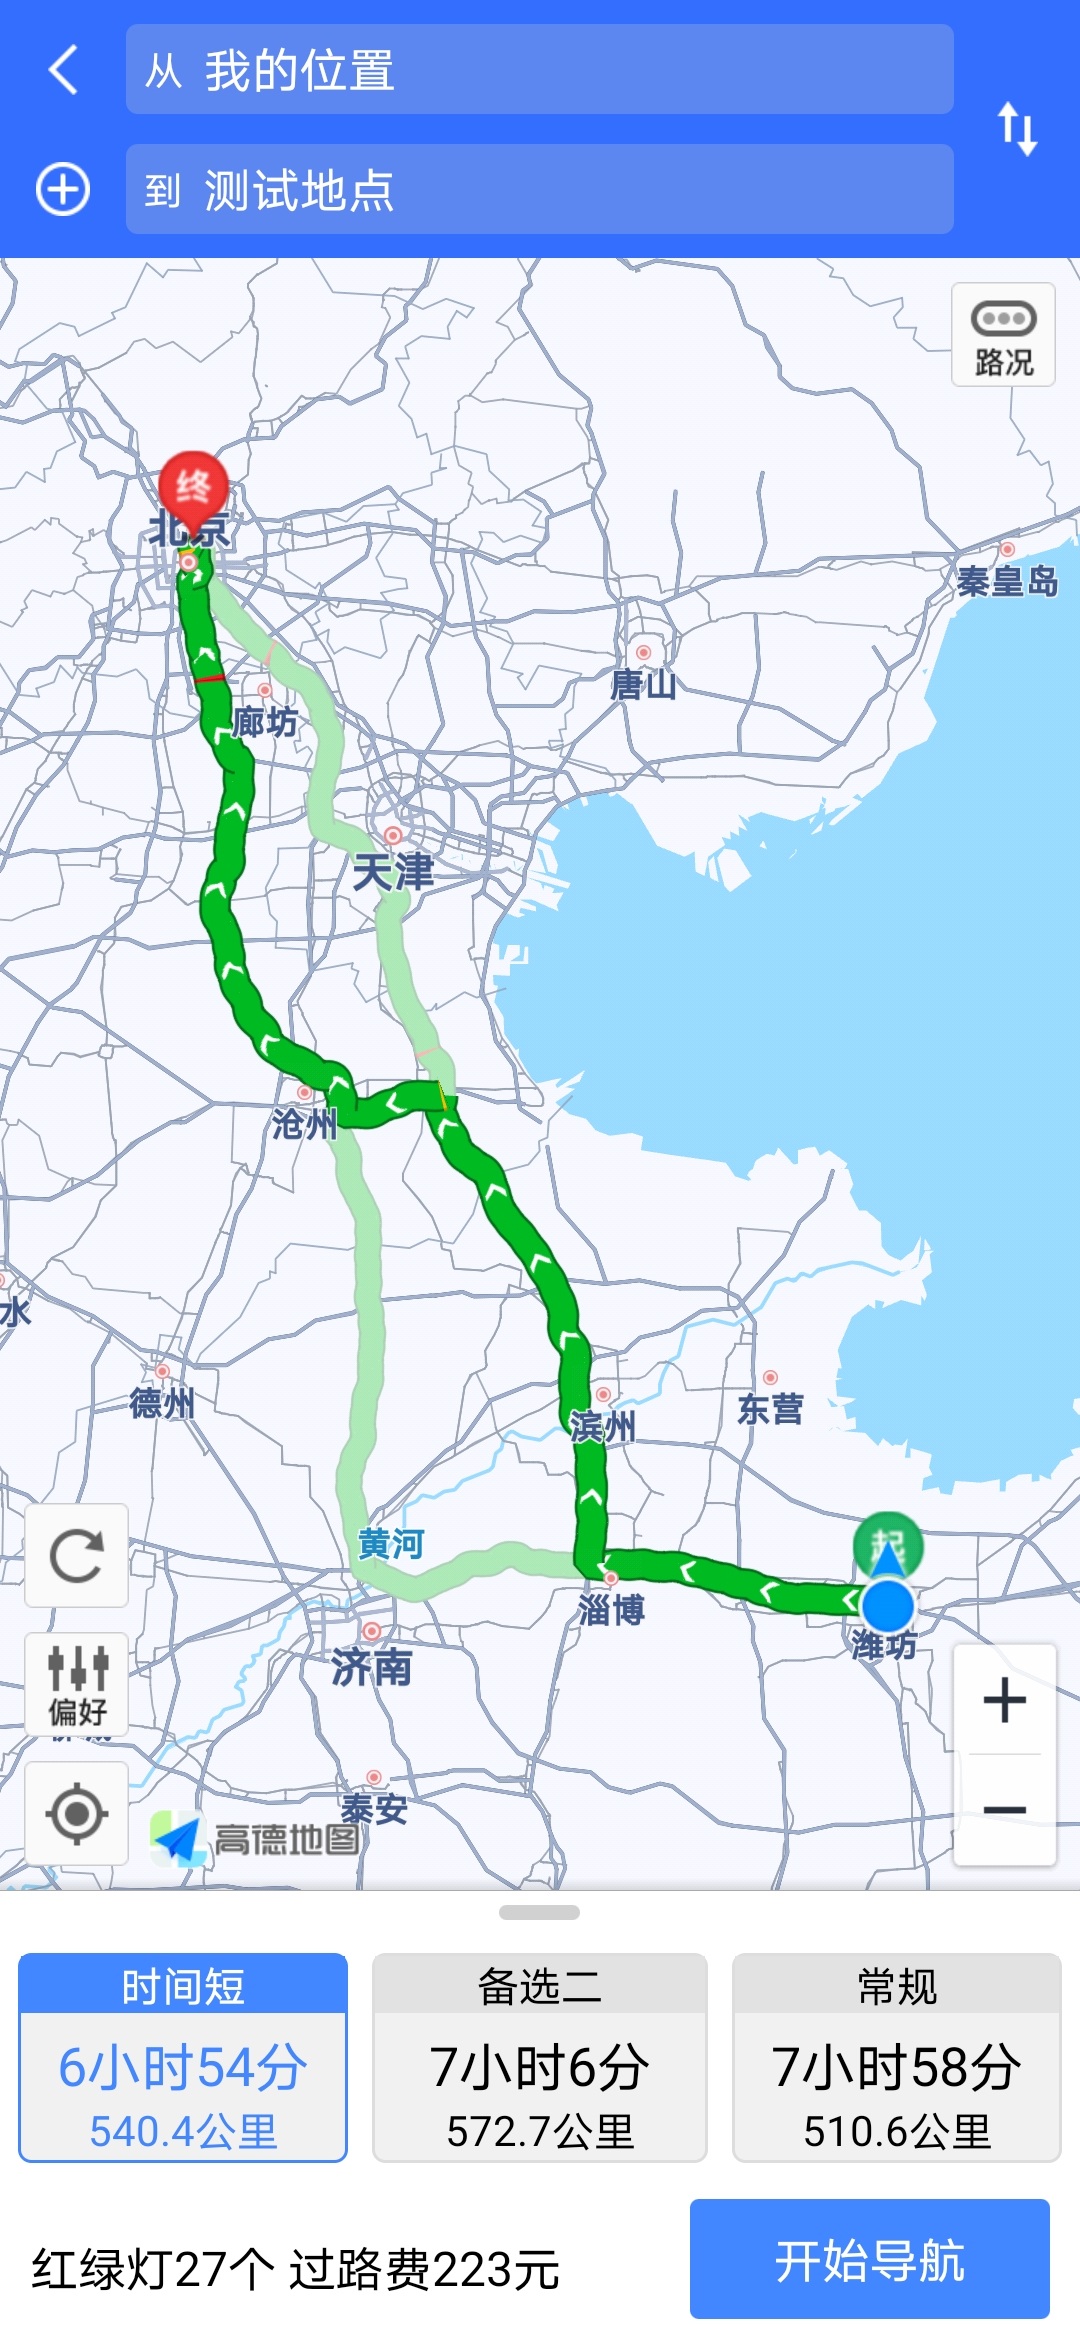 从 我的位置
到 测试地点
路况
终
北京
秦皇岛
唐山
廊坊
天津
沧州
水
德州
滨州
东营
黄河
起
淄博
潍坊
济南
偏好
泰安
高德地图
时间短
6小时54分
540.4公里
备选二
7小时6分
572.7公里
常规
7小时58分
510.6公里
红绿灯27个 过路费223元
开始导航